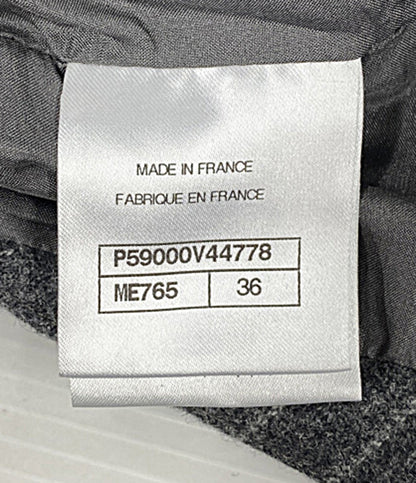 MADE IN FRANCE
FABRIQUE EN FRANCE
P59000V44778
ME765 36